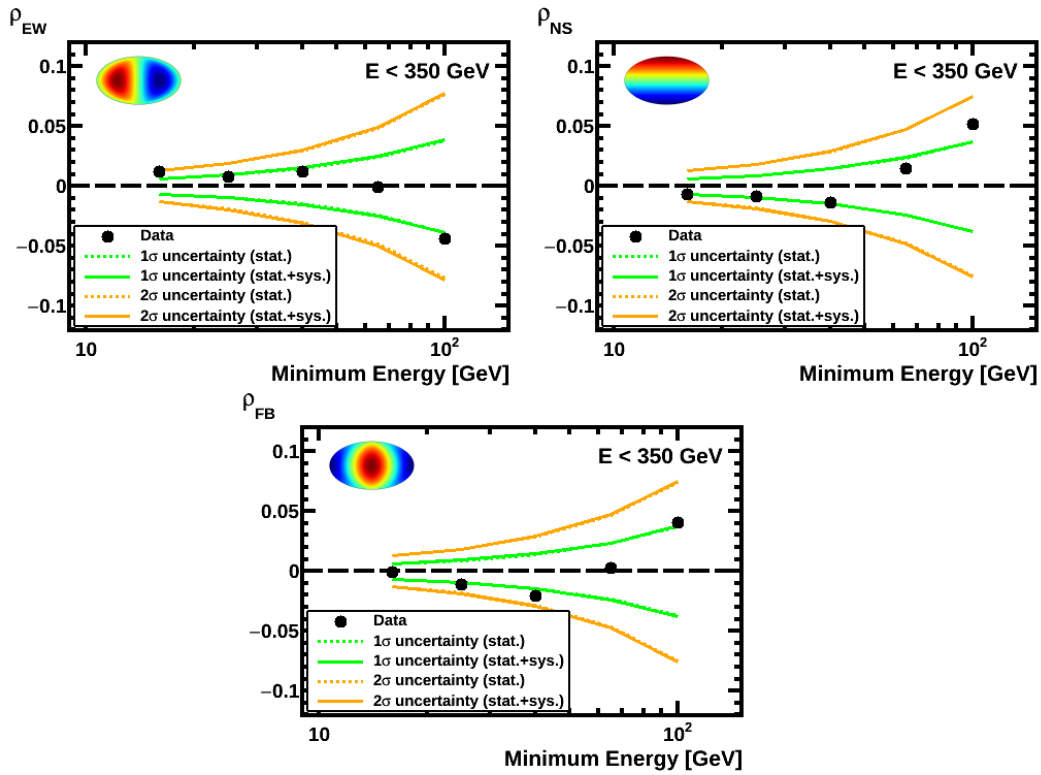 ρEW
E < 350 GeV
0.1
0.05
0
−0.05
−0.1
Data
1σ uncertainty (stat.)
1σ uncertainty (stat.+sys.)
2σ uncertainty (stat.)
2σ uncertainty (stat.+sys.)
10
10²
Minimum Energy [GeV]
ρNS
E < 350 GeV
0.1
0.05
0
−0.05
−0.1
Data
1σ uncertainty (stat.)
1σ uncertainty (stat.+sys.)
2σ uncertainty (stat.)
2σ uncertainty (stat.+sys.)
10
10²
Minimum Energy [GeV]
ρFB
E < 350 GeV
0.1
0.05
0
−0.05
−0.1
Data
1σ uncertainty (stat.)
1σ uncertainty (stat.+sys.)
2σ uncertainty (stat.)
2σ uncertainty (stat.+sys.)
10
10²
Minimum Energy [GeV]